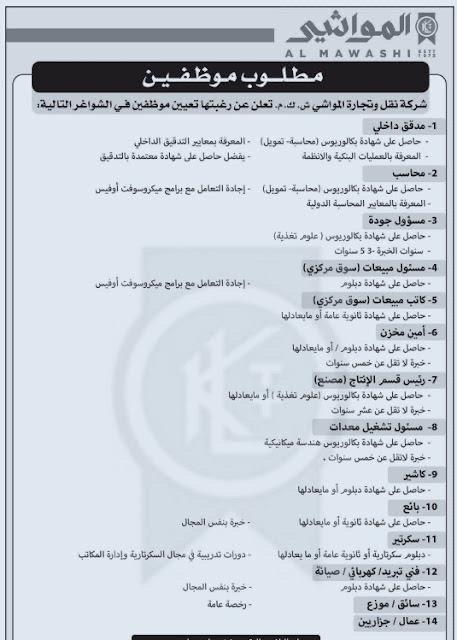 المواشي
AL MAWASHI
مطلوب موظفين
شركة نقل وتجارة المواشي ش. ك. م. تعلن عن رغبتها تعيين موظفين في الشواغر التالية:
1- مدقق داخلي
- حاصل على شهادة بكالوريوس (محاسبة- تمويل) - المعرفة بمعايير التدقيق الداخلي
- المعرفة بالعمليات البنكية والانظمة - يفضل حاصل على شهادة معتمدة بالتدقيق
2- محاسب
- حاصل على شهادة بكالوريوس (محاسبة- تمويل) - إجادة التعامل مع برامج ميكروسوفت أوفيس
- المعرفة بالمعايير المحاسبة الدولية
3- مسؤول جودة
- حاصل على شهادة بكالوريوس ( علوم تغذية)
- سنوات الخبرة -3 5 سنوات
4- مسئول مبيعات (سوق مركزي)
- حاصل على شهادة دبلوم - إجادة التعامل مع برامج ميكروسوفت أوفيس
5- كاتب مبيعات (سوق مركزي)
- حاصل على شهادة ثانوية عامة أو مايعادلها
6- أمين مخزن
- حاصل على شهادة دبلوم / أو مايعادلها
- خبرة لا تقل عن خمس سنوات
7- رئيس قسم الإنتاج (مصنع)
- حاصل على شهادة بكالوريوس (علوم تغذية ) أو مايعادلها
- خبرة لا تقل عن عشر سنوات
8- مسئول تشغيل معدات
- حاصل على شهادة بكالوريوس هندسة ميكانيكية
- خبرة لاتقل عن خمس سنوات .
9- كاشير
- حاصل على شهادة دبلوم أو مايعادلها
10- بائع
- حاصل على شهادة ثانوية أو مايعادلها - خبرة بنفس المجال
11- سكرتير
- دبلوم سكرتارية أو ثانوية عامة أو ما يعادلها - دورات تدريبية في مجال السكرتارية وإدارة المكاتب
12- فني تبريد/ كهربائي / صيانة
- حاصل على شهادة دبلوم - خبرة بنفس المجال
13- سائق / موزع - رخصة عامة
14- عمال / جزارين